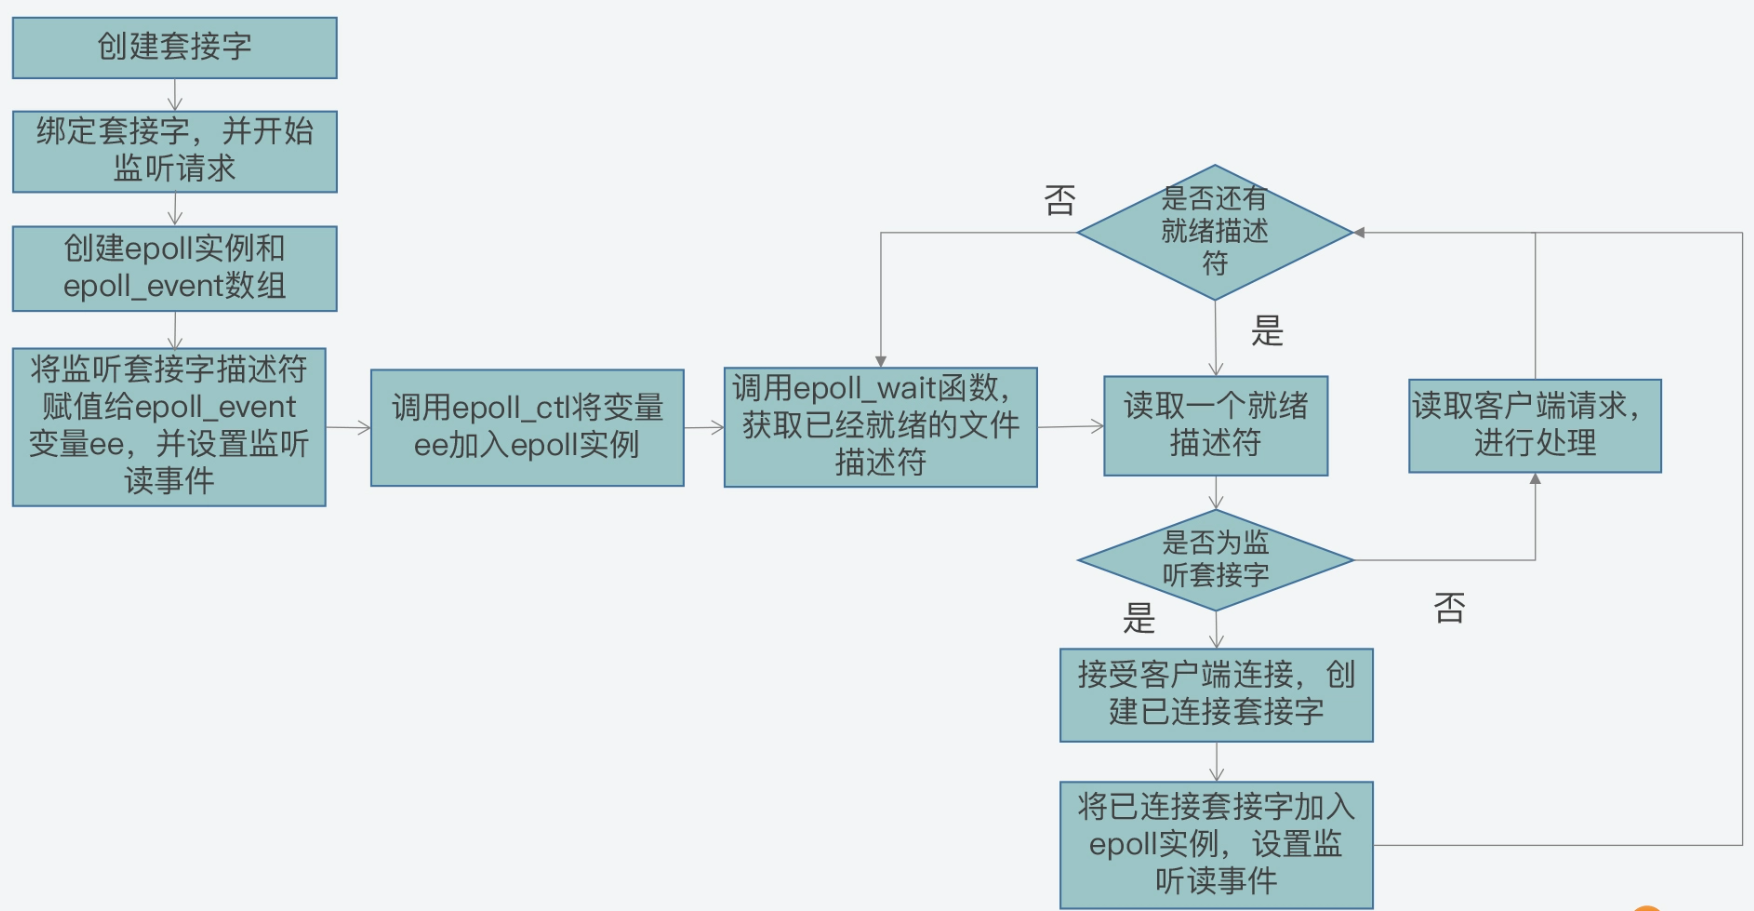 创建套接字
绑定套接字，并开始
监听请求
创建epoll实例和
epoll_event数组
将监听套接字描述符
赋值给epoll_event
变量ee，并设置监听
读事件
调用epoll_ctl将变量
ee加入epoll实例
调用epoll_wait函数，
获取已经就绪的文件
描述符
否
是否还有
就绪描述
符
是
读取一个就绪
描述符
读取客户端请求，
进行处理
是否为监
听套接字
是
否
接受客户端连接，创
建已连接套接字
将已连接套接字加入
epoll实例，设置监
听读事件